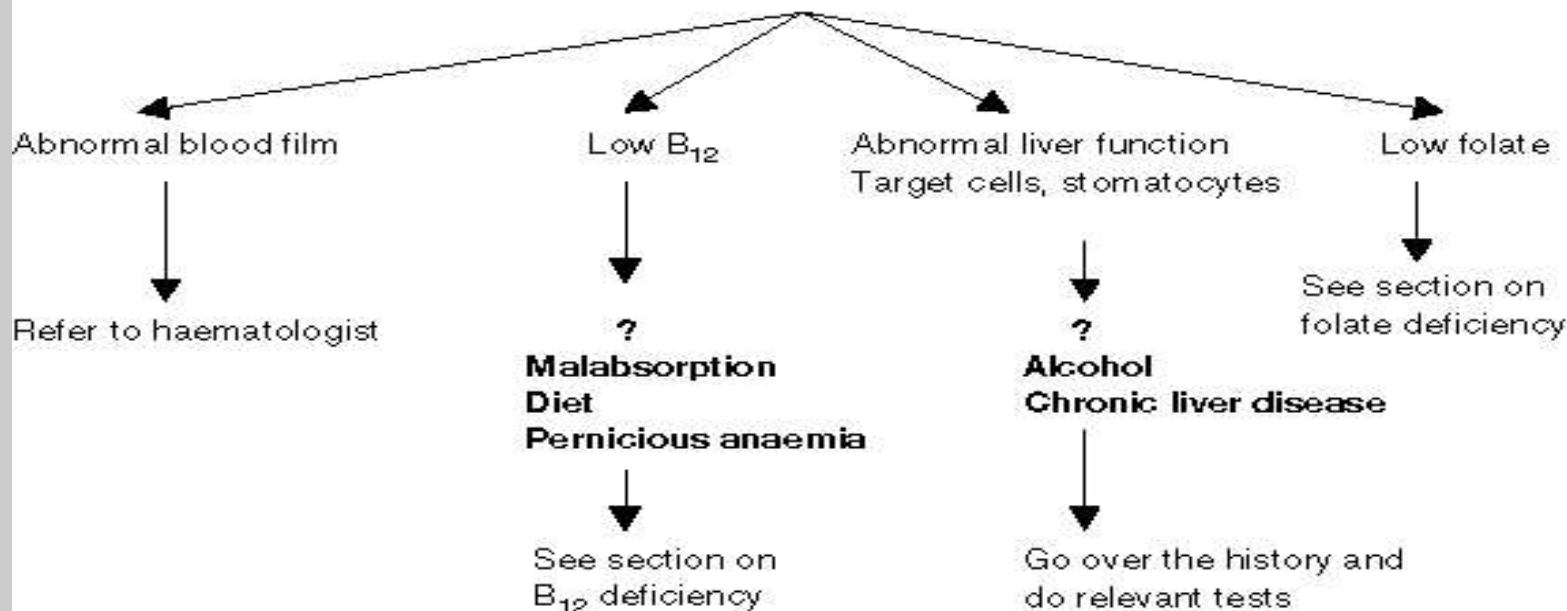 Abnormal blood film
Refer to haematologist
Low B₁₂
?
Malabsorption
Diet
Pernicious anaemia
See section on
B₁₂ deficiency
Abnormal liver function
Target cells, stomatocytes
?
Alcohol
Chronic liver disease
Go over the history and
do relevant tests
Low folate
See section on
folate deficiency